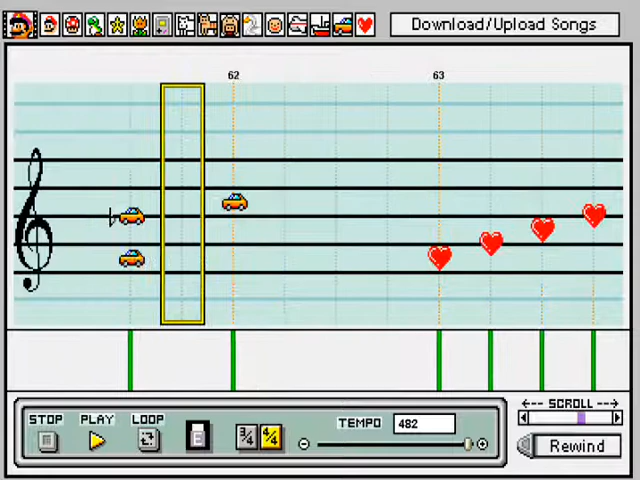 Download/Upload Songs
62
63
STOP
PLAY
LOOP
E
3/4
4/4
TEMPO
482
<-- SCROLL -->
Rewind